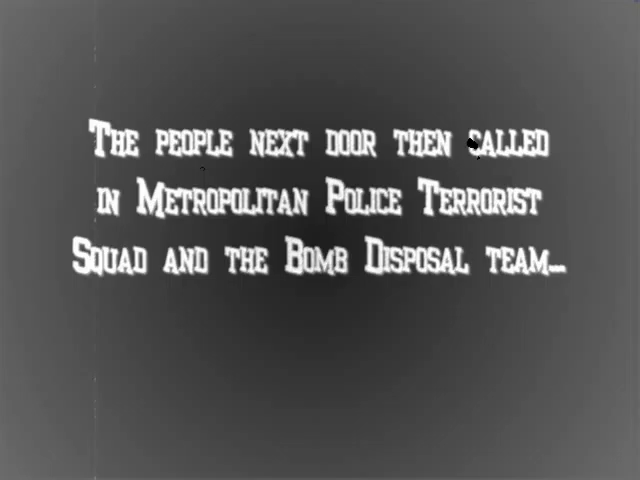 The people next door then called
in Metropolitan Police Terrorist
Squad and the Bomb Disposal team...